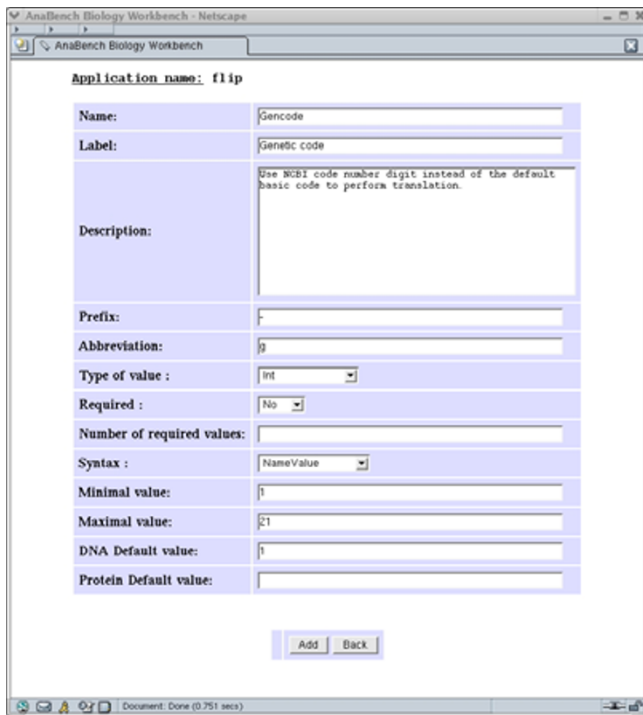 AnaBench Biology Workbench - Netscape
AnaBench Biology Workbench
Application name: flip
Name: Gencode
Label: Genetic code
Description: Use NCBI code number digit instead of the default
basic code to perform translation.
Prefix: -
Abbreviation: g
Type of value : Int
Required : No
Number of required values:
Syntax : NameValue
Minimal value: 1
Maximal value: 21
DNA Default value: 1
Protein Default value:
Add Back
Document: Done (0.751 secs)